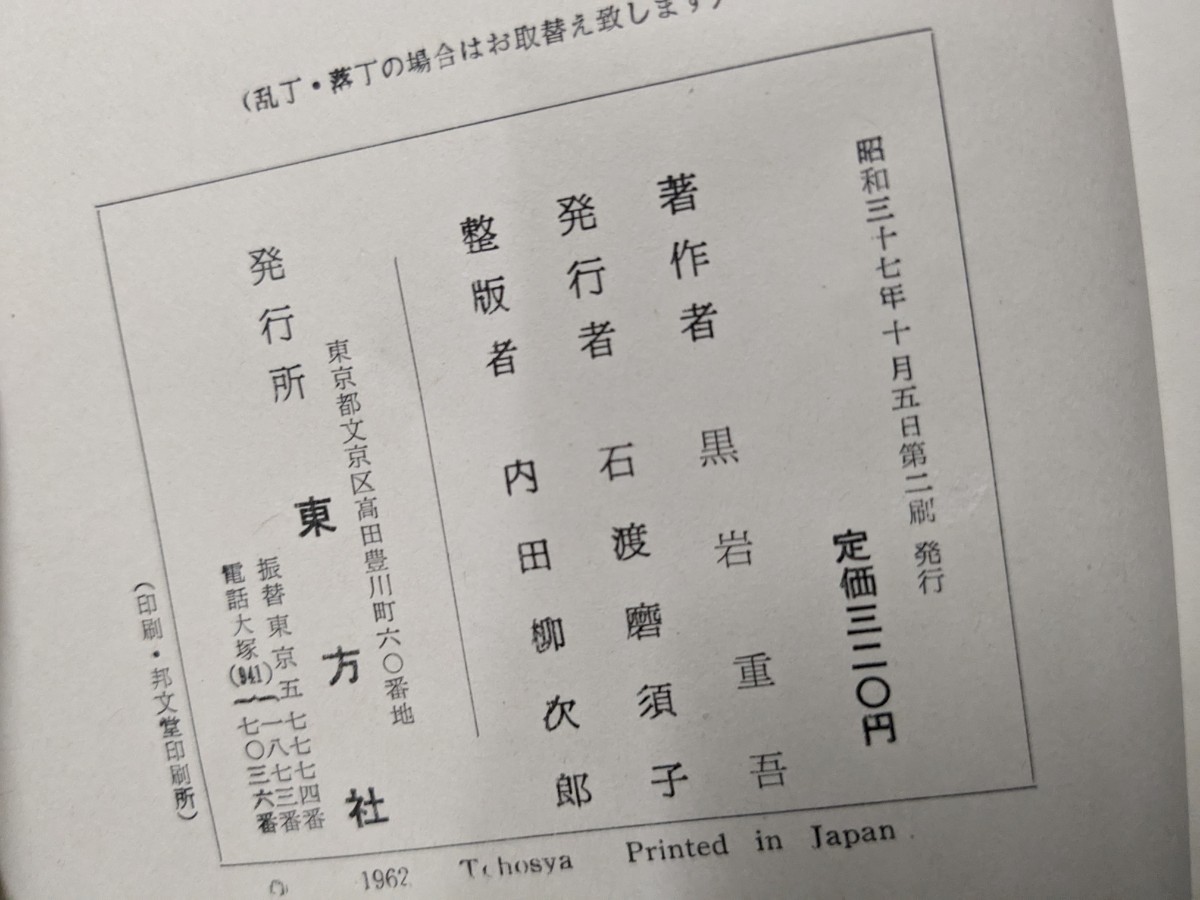 (乱丁・落丁の場合はお取替え致します)
昭和三十七年十月五日第二刷発行
定価三二〇円
著作者 黒岩重吾
発行者 石渡磨須子
整版者 内田柳次郎
東京都文京区高田豊川町六〇番地
発行所 東方社
振替東京五七七七四番
電話大塚(941)一八七三番
七〇三六番
(印刷・邦文堂印刷所)
© 1962 Tohosya Printed in Japan